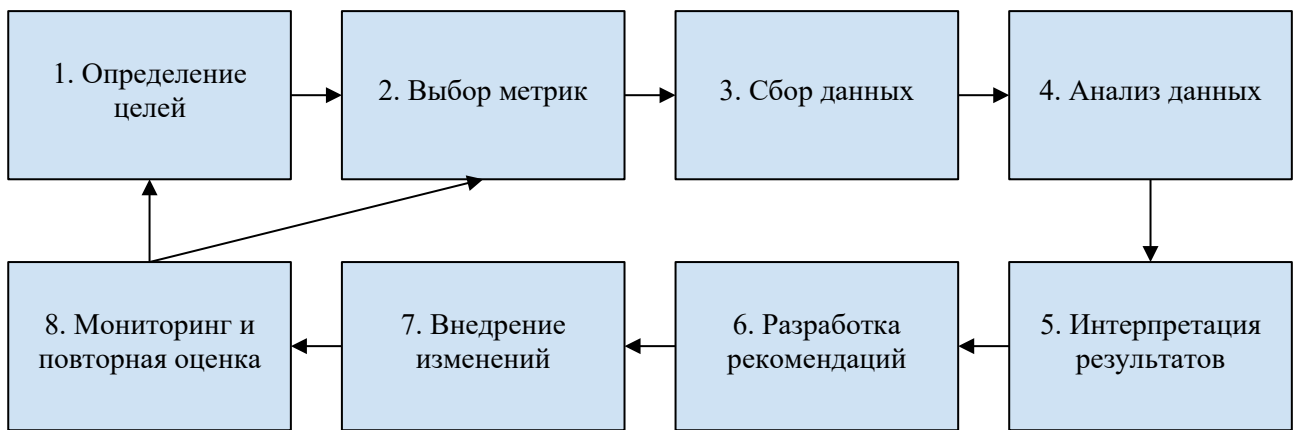 1. Определение
целей
2. Выбор метрик
3. Сбор данных
4. Анализ данных
5. Интерпретация
результатов
6. Разработка
рекомендаций
7. Внедрение
изменений
8. Мониторинг и
повторная оценка